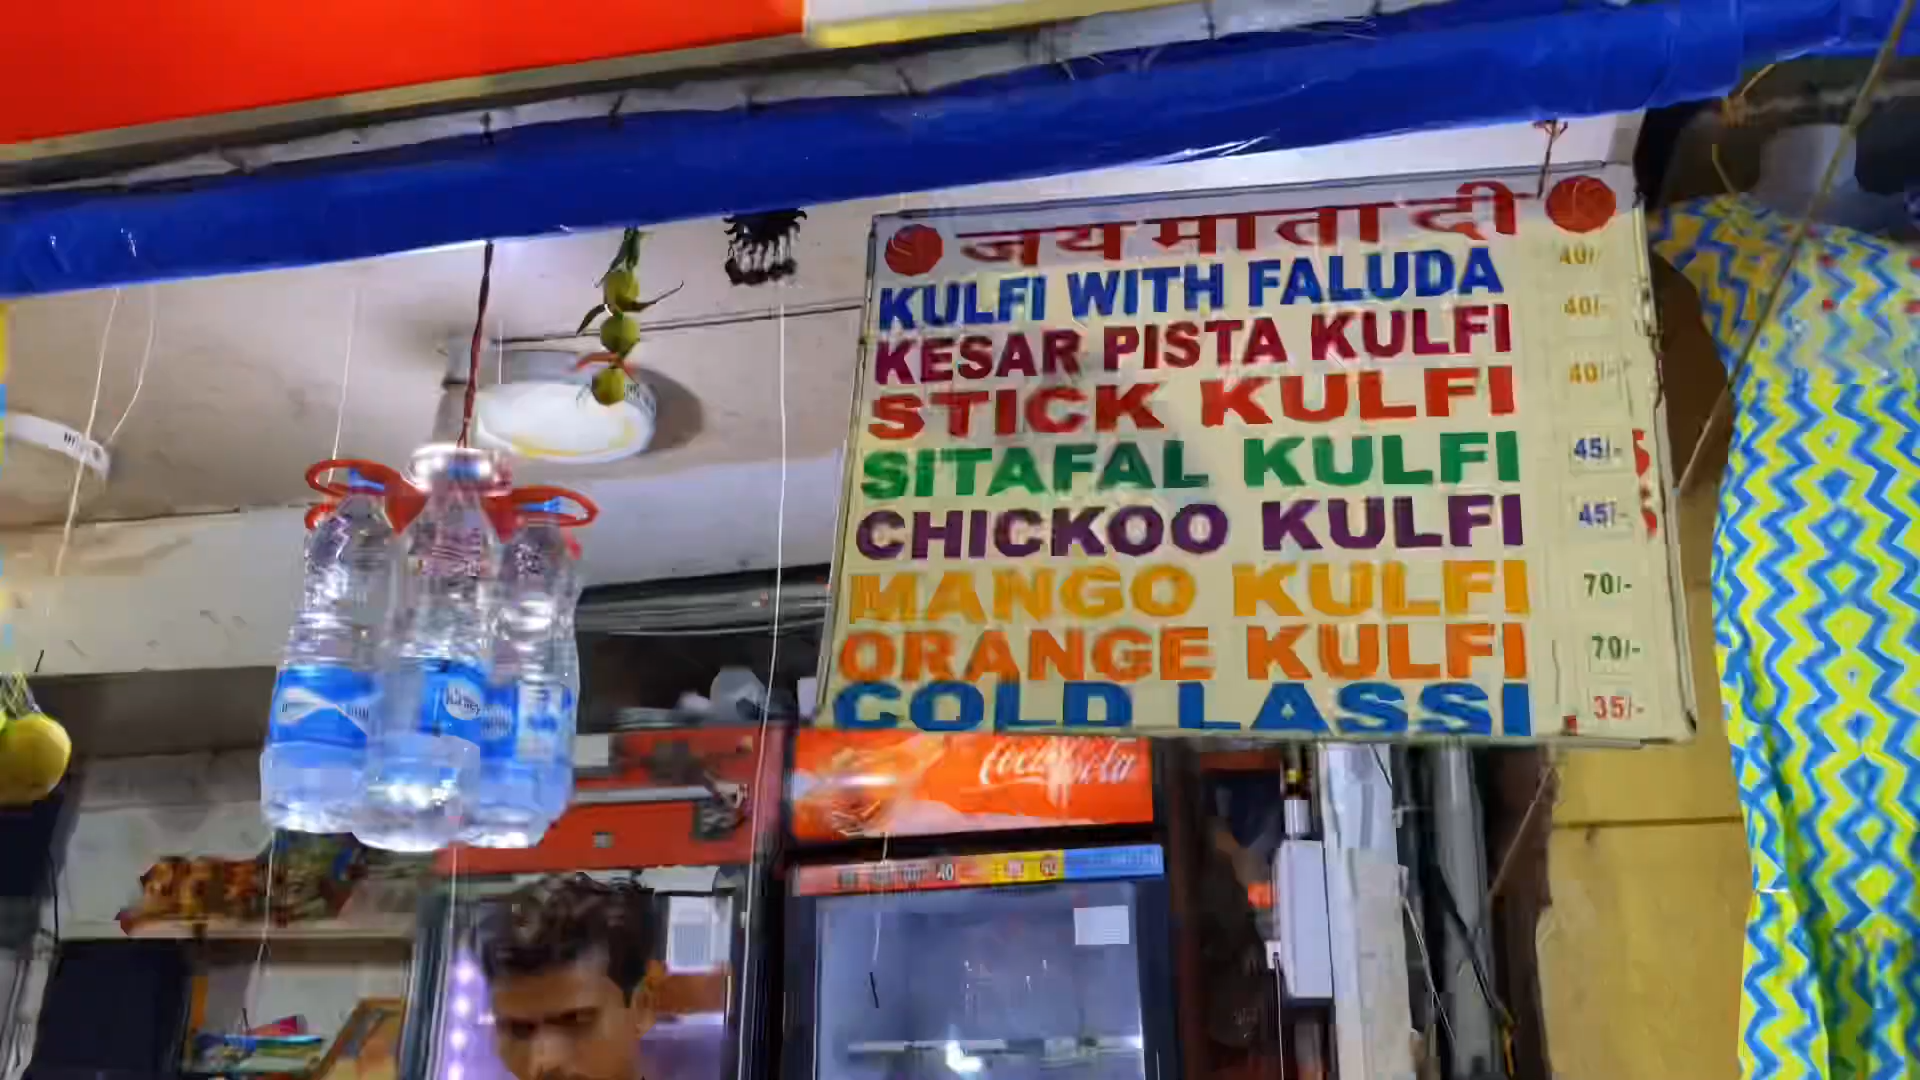 जय माता दी
KULFI WITH FALUDA 40/-
KESAR PISTA KULFI 40/-
STICK KULFI 40/-
SITAFAL KULFI 45/-
CHICKOO KULFI 45/-
MANGO KULFI 70/-
ORANGE KULFI 70/-
COLD LASSI 35/-
Coca-Cola
40